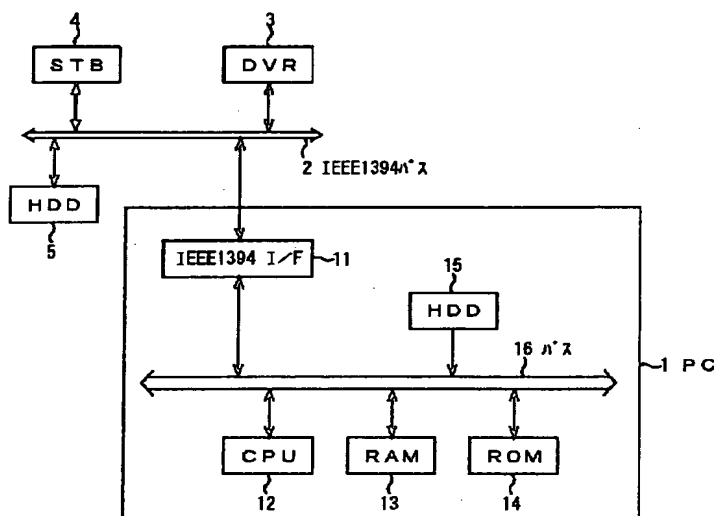 4
3
STB
DVR
2 IEEE1394バス
HDD
5
IEEE1394 I/F
11
15
HDD
16 バス
1 PC
CPU
RAM
ROM
12
13
14